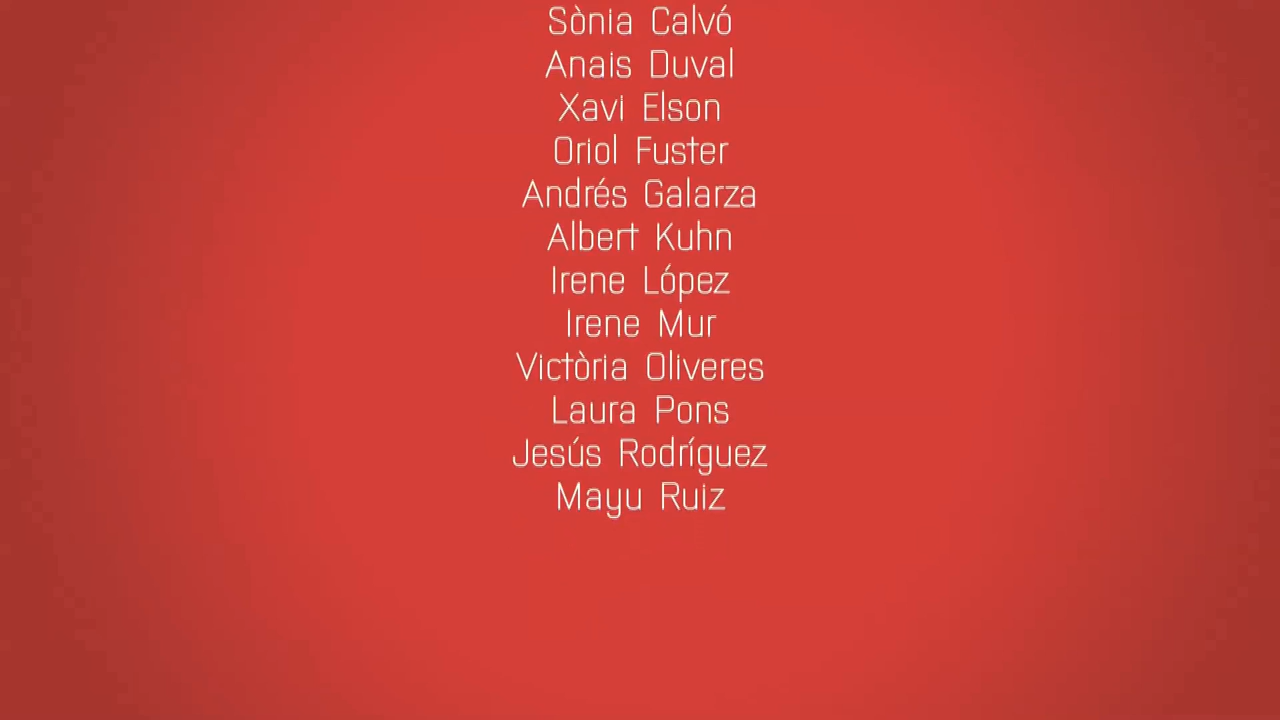 Sònia Calvó
Anais Duval
Xavi Elson
Oriol Fuster
Andrés Galarza
Albert Kuhn
Irene López
Irene Mur
Victòria Oliveres
Laura Pons
Jesús Rodríguez
Mayu Ruiz